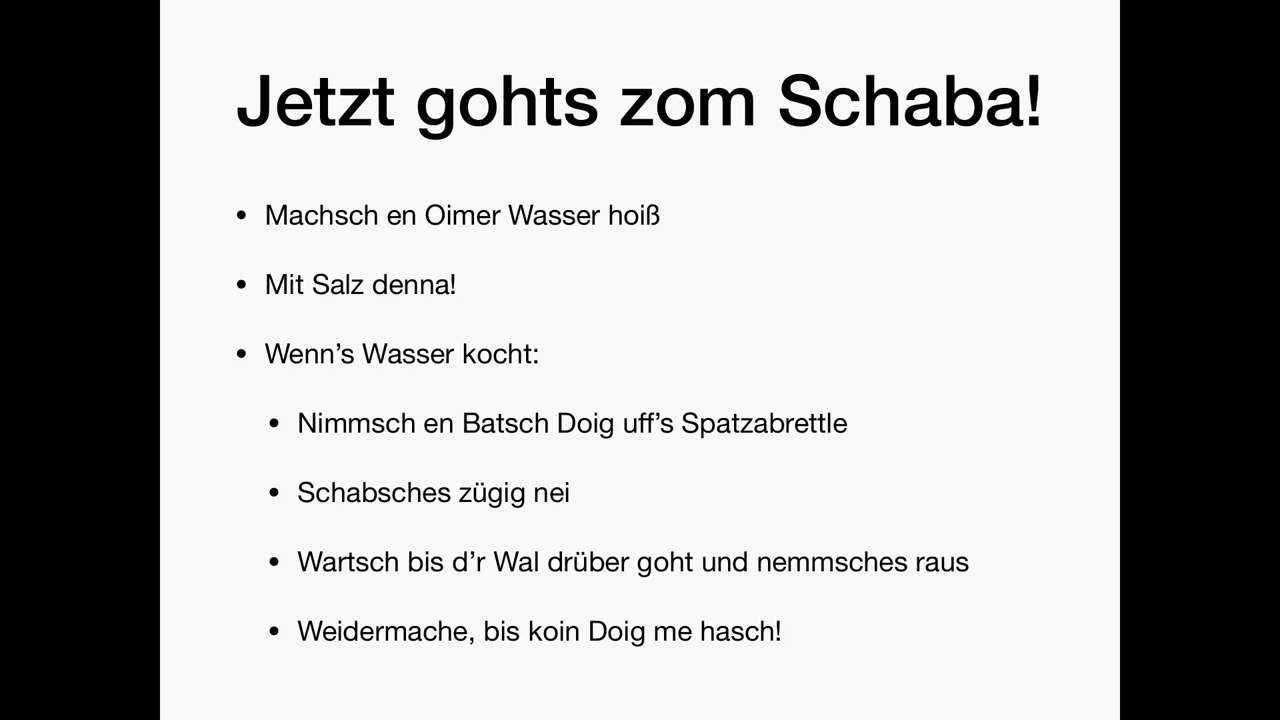 Jetzt gohts zom Schaba!
• Machsch en Oimer Wasser hoiß
• Mit Salz denna!
• Wenn’s Wasser kocht:
• Nimmsch en Batsch Doig uff’s Spatzabrettle
• Schabsches zügig nei
• Wartsch bis d’r Wal drüber goht und nemmsches raus
• Weidermache, bis koin Doig me hasch!